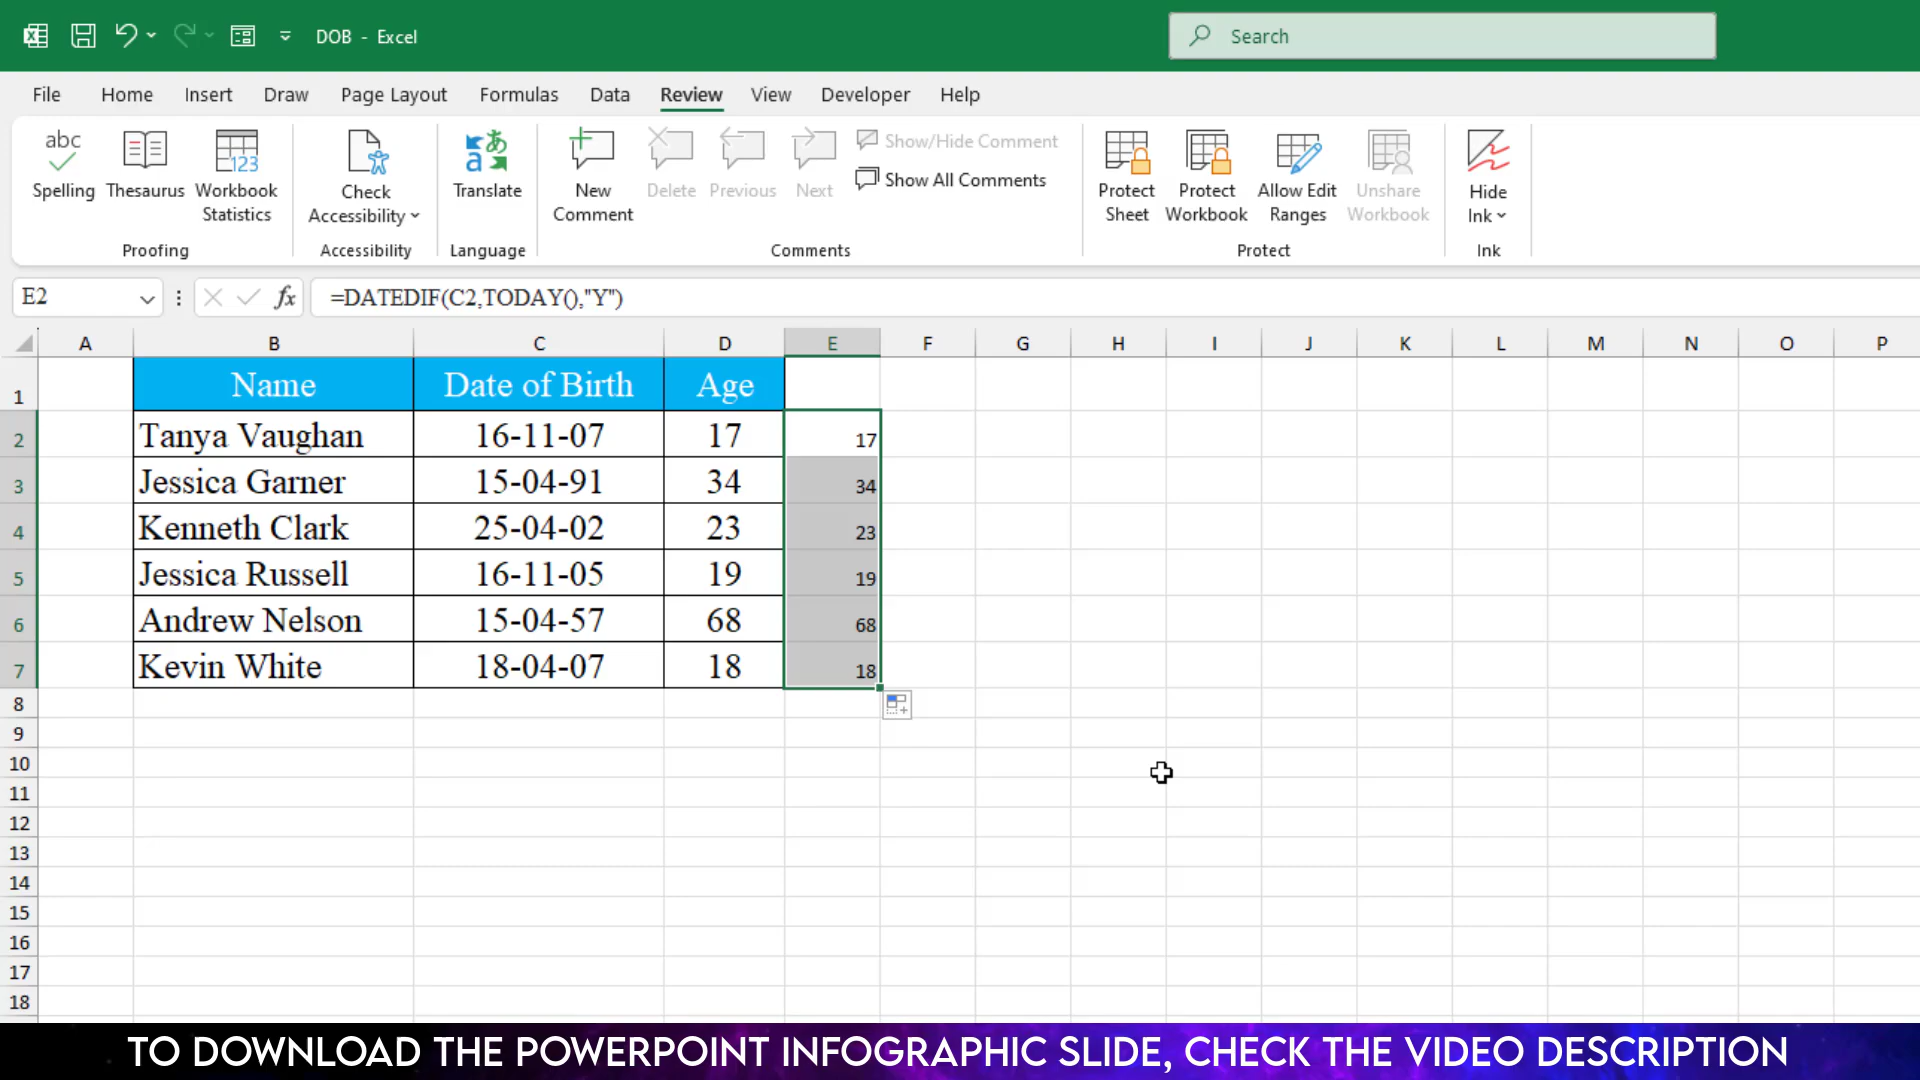 DOB - Excel
Search
File Home Insert Draw Page Layout Formulas Data Review View Developer Help
abc
Spelling
Thesaurus
123
Workbook
Statistics
Proofing
Check
Accessibility
Accessibility
a あ
Translate
Language
New
Comment
Delete
Previous
Next
Show/Hide Comment
Show All Comments
Comments
Protect
Sheet
Protect
Workbook
Allow Edit
Ranges
Unshare
Workbook
Protect
Hide
Ink
Ink
E2 fx =DATEDIF(C2,TODAY(),"Y")
A B C D E F G H I J K L M N O P
1 Name Date of Birth Age
2 Tanya Vaughan 16-11-07 17 17
3 Jessica Garner 15-04-91 34 34
4 Kenneth Clark 25-04-02 23 23
5 Jessica Russell 16-11-05 19 19
6 Andrew Nelson 15-04-57 68 68
7 Kevin White 18-04-07 18 18
8
9
10
11
12
13
14
15
16
17
18
TO DOWNLOAD THE POWERPOINT INFOGRAPHIC SLIDE, CHECK THE VIDEO DESCRIPTION